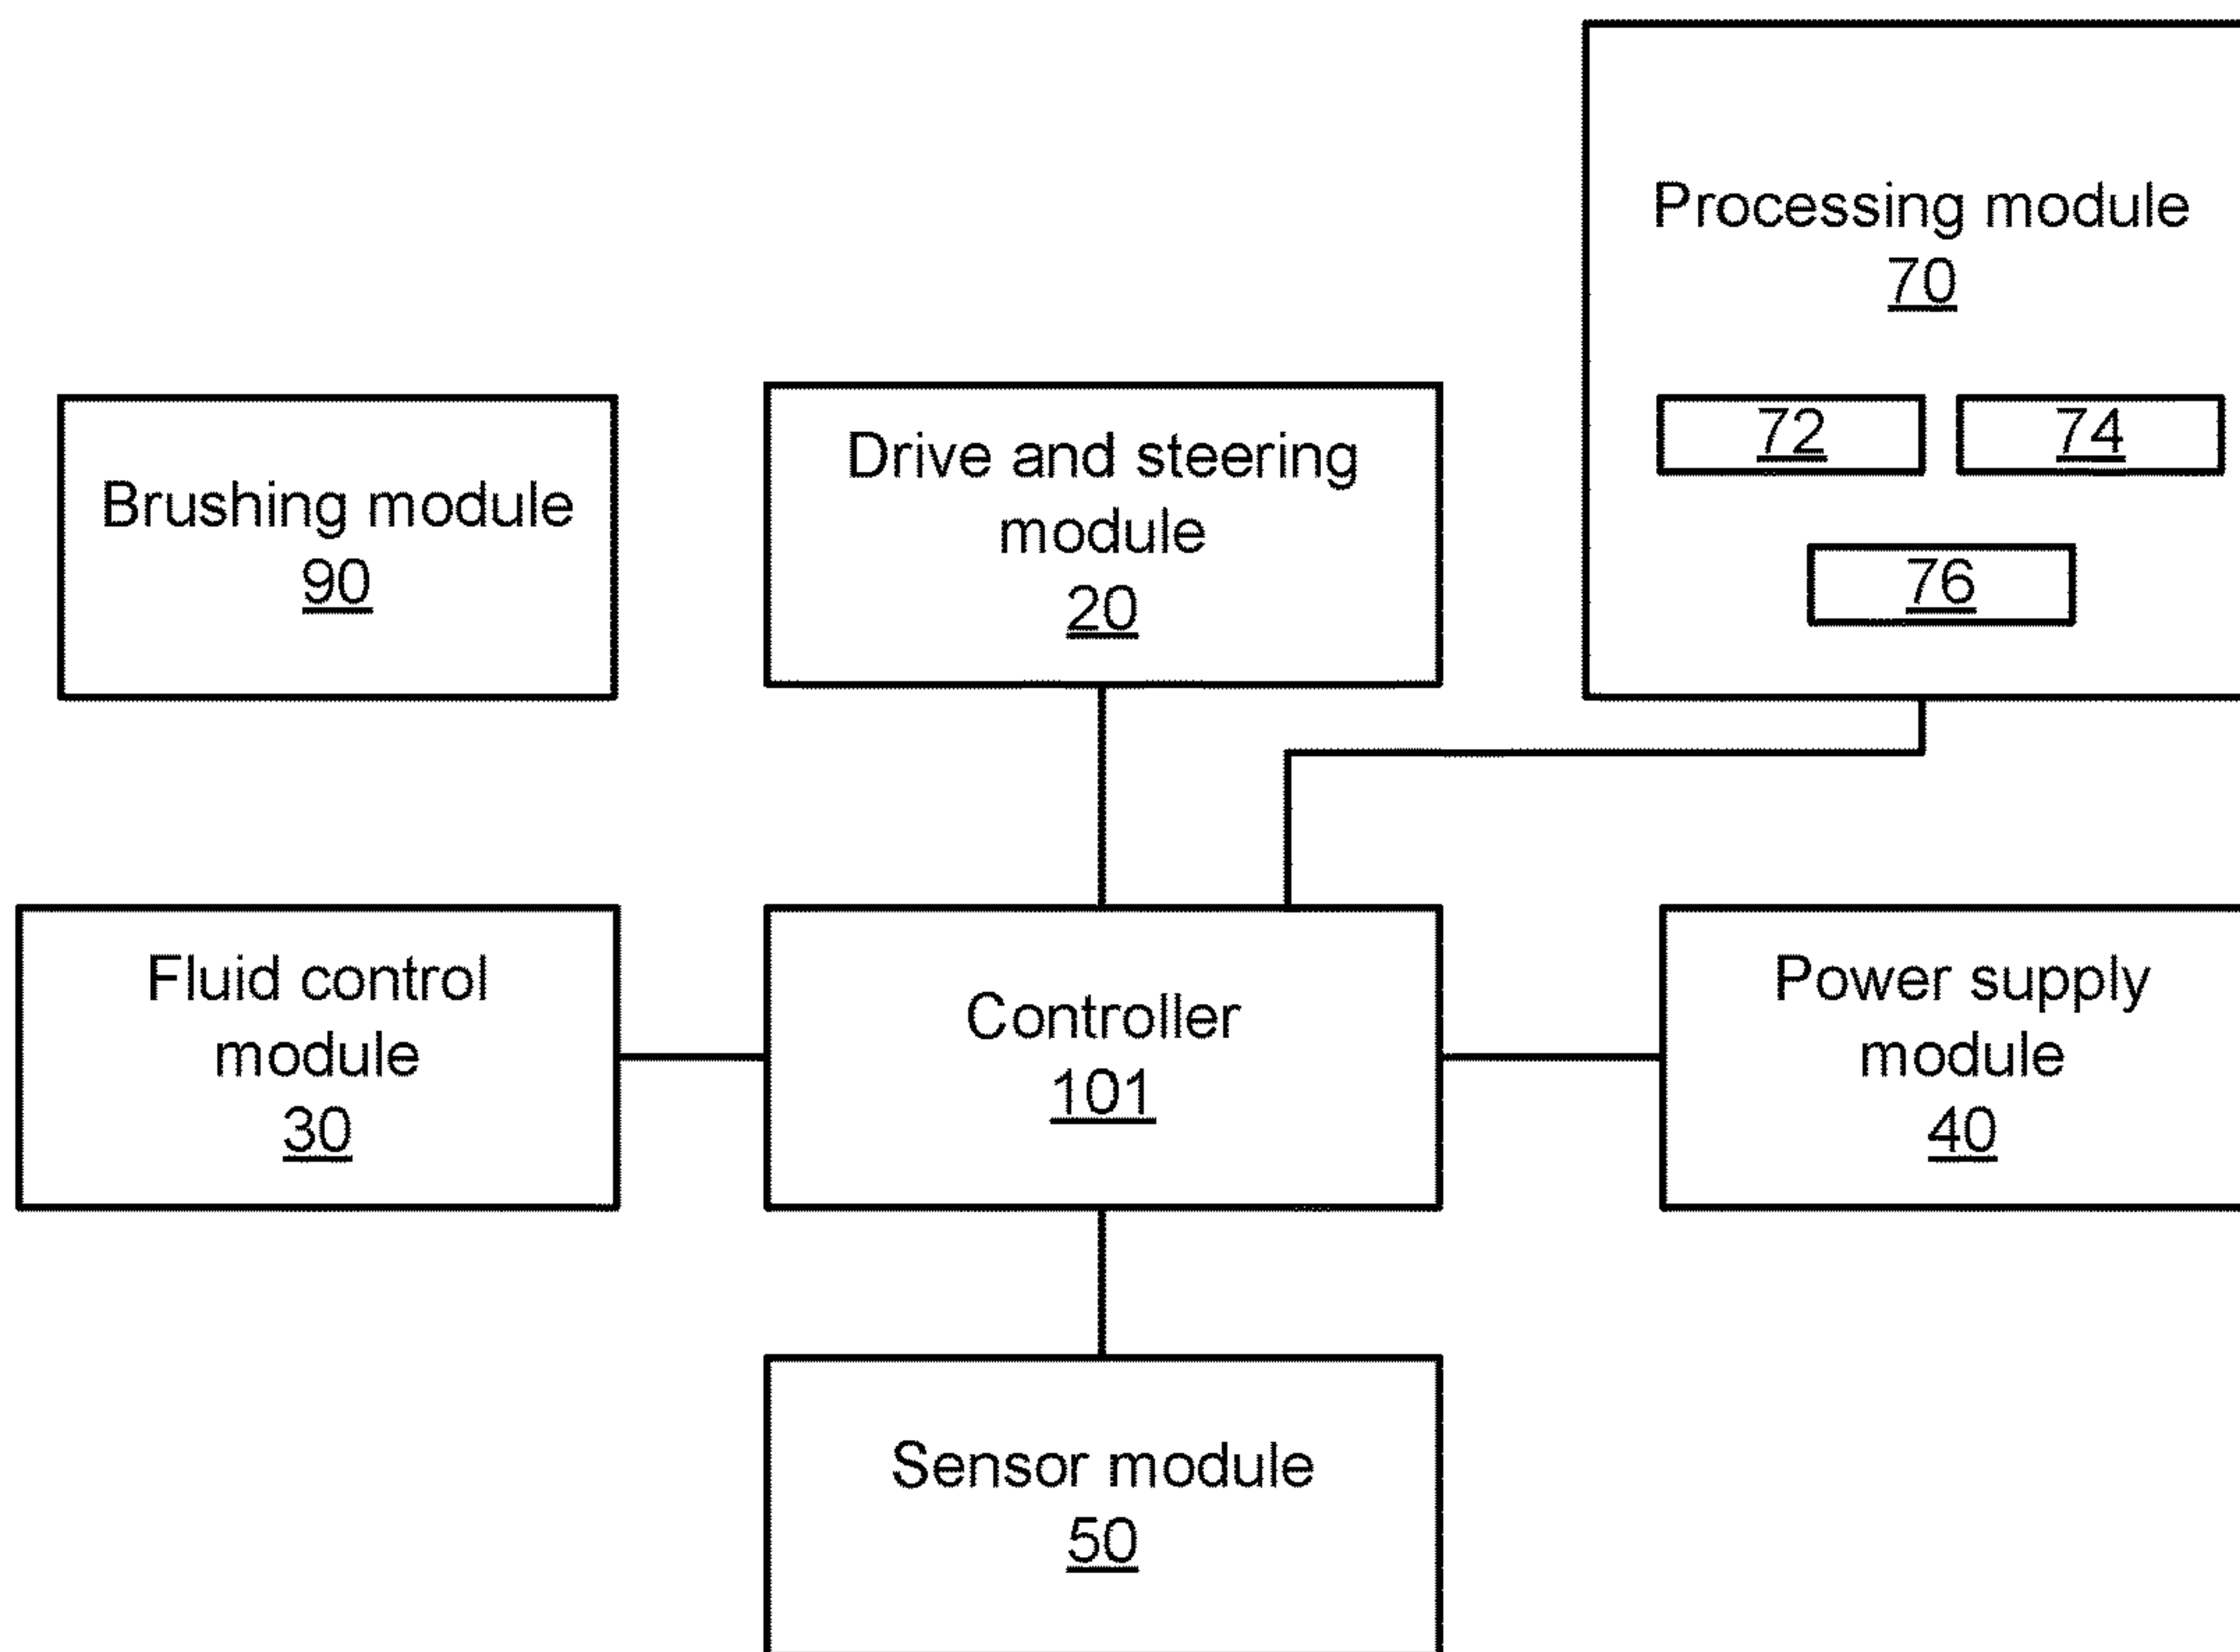 Processing module
70
72
74
76
Brushing module
90
Drive and steering
module
20
Fluid control
module
30
Controller
101
Power supply
module
40
Sensor module
50